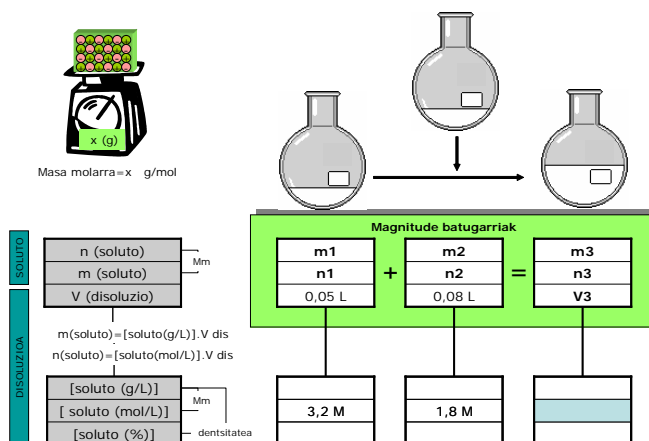 x (g)
Masa molarra=x g/mol
Magnitude batugarriak
SOLUTO
n (soluto)
m (soluto)
V (disoluzio)
Mm
m1 m2 m3
n1 + n2 = n3
0,05 L 0,08 L V3
DISOLUZIOA
m(soluto)=[soluto(g/L)].V dis
n(soluto)=[soluto(mol/L)].V dis
[soluto (g/L)]
[ soluto (mol/L)]
[soluto (%)]
Mm
dentsitatea
3,2 M 1,8 M